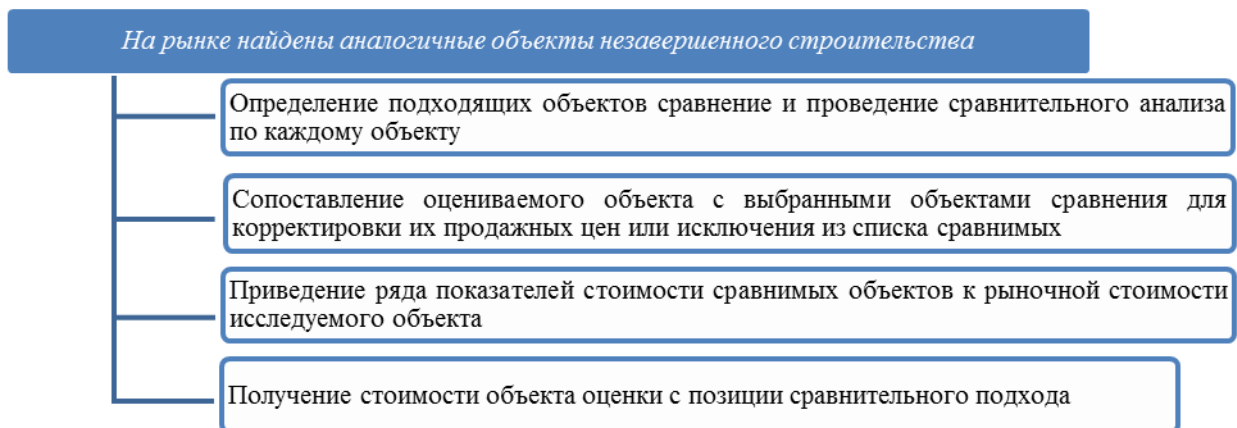 На рынке найдены аналогичные объекты незавершенного строительства
Определение подходящих объектов сравнение и проведение сравнительного анализа
по каждому объекту
Сопоставление оцениваемого объекта с выбранными объектами сравнения для
корректировки их продажных цен или исключения из списка сравнимых
Приведение ряда показателей стоимости сравнимых объектов к рыночной стоимости
исследуемого объекта
Получение стоимости объекта оценки с позиции сравнительного подхода